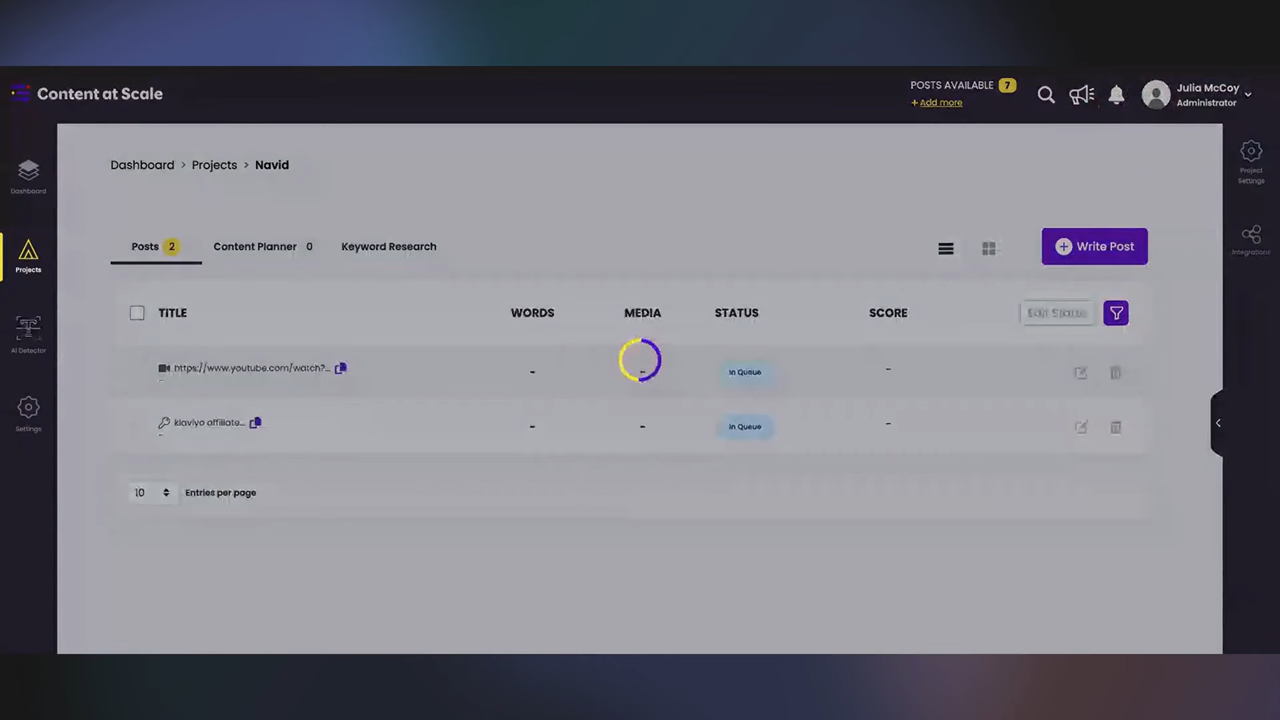 Content at Scale
POSTS AVAILABLE 7
+ Add more
Julia McCoy
Administrator
Dashboard
Projects
AI Detector
Settings
Project
Settings
Integrations
Dashboard > Projects > Navid
Posts 2
Content Planner 0
Keyword Research
Write Post
TITLE WORDS MEDIA STATUS SCORE
Edit Status
https://www.youtube.com/watch?... - - In Queue -
-
klaviyo affiliate... - - In Queue -
-
10 Entries per page